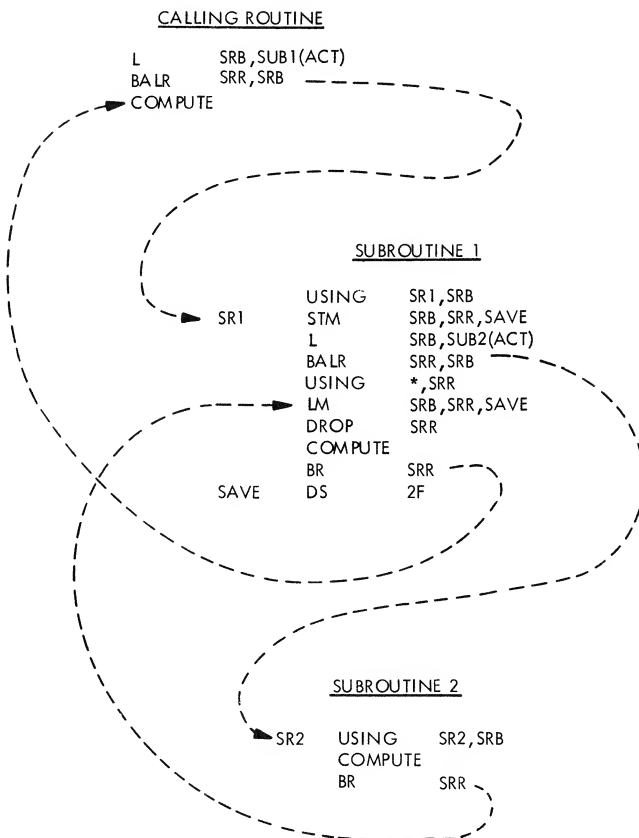 CALLING ROUTINE
L SRB,SUB1(ACT)
BALR SRR,SRB
COMPUTE
SUBROUTINE 1
USING SR1,SRB
SR1 STM SRB,SRR,SAVE
L SRB,SUB2(ACT)
BALR SRR,SRB
USING *,SRR
LM SRB,SRR,SAVE
DROP SRR
COMPUTE
BR SRR
SAVE DS 2F
SUBROUTINE 2
SR2 USING SR2,SRB
COMPUTE
BR SRR